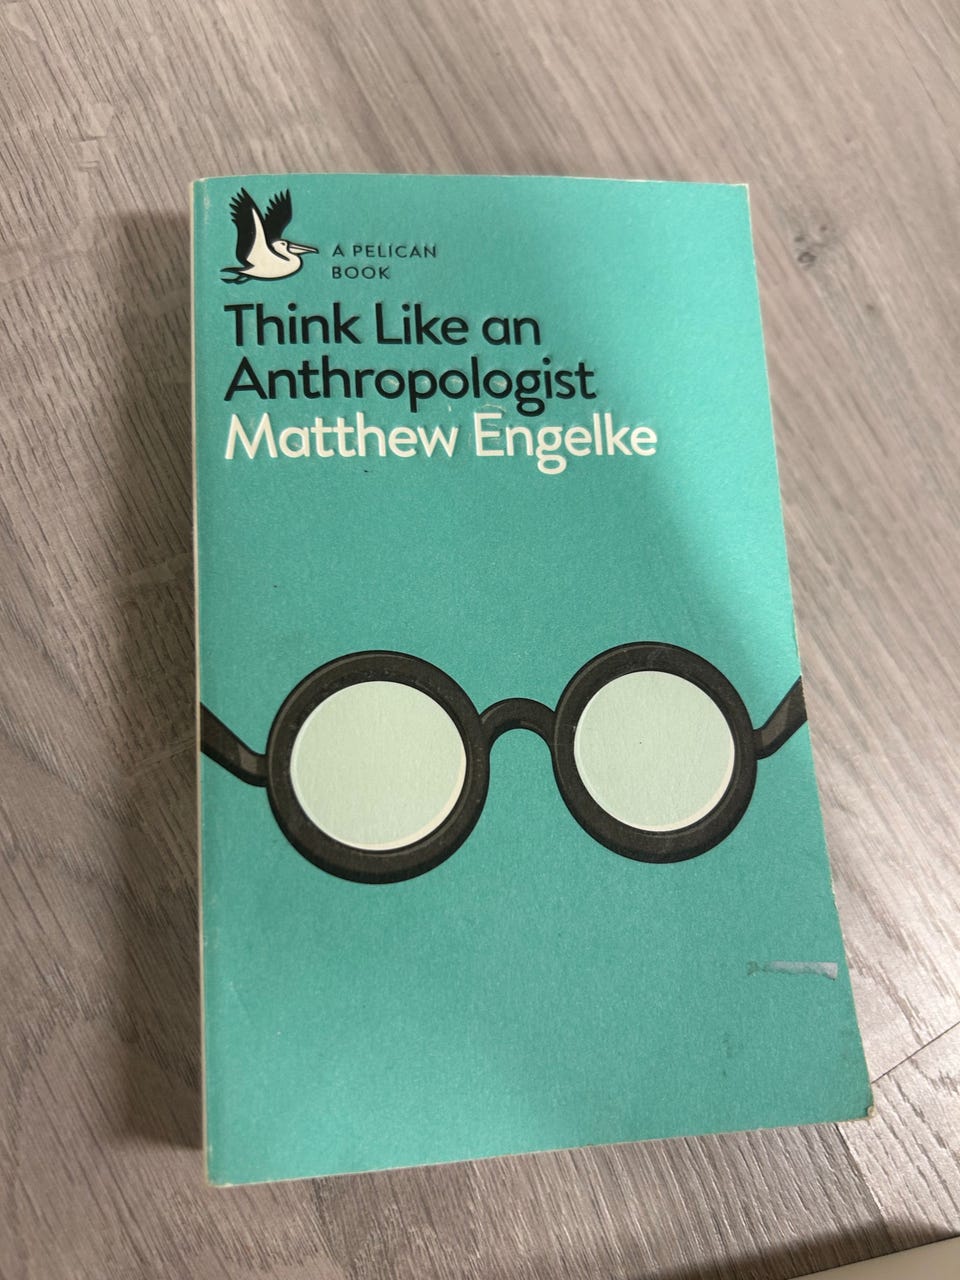 A PELICAN
BOOK
Think Like an
Anthropologist
Matthew Engelke